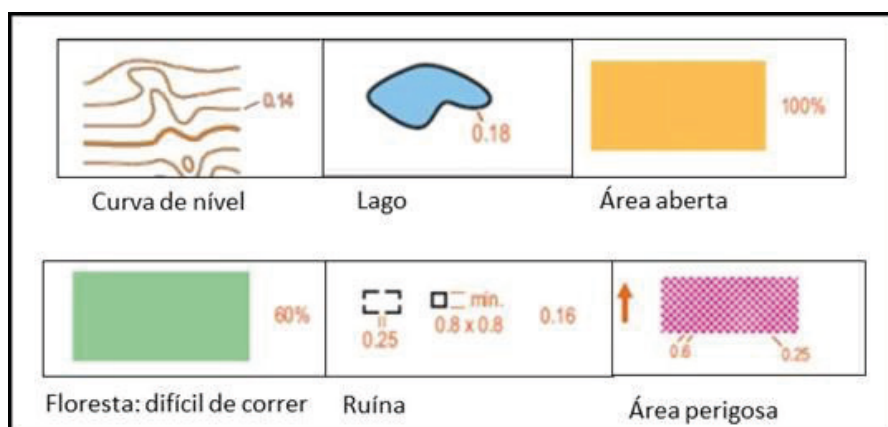 0.14
0.18
100%
Curva de nível
Lago
Área aberta
60%
0.25
min.
0.8 x 0.8
0.16
0.6
0.25
Floresta: difícil de correr
Ruína
Área perigosa